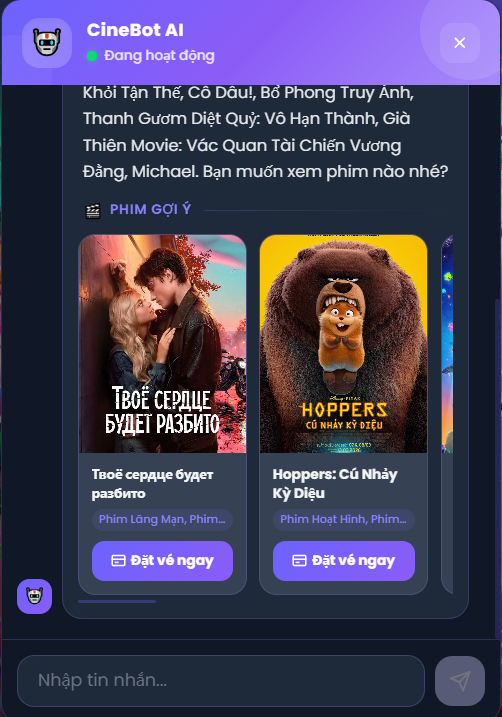 CineBot AI
Đang hoạt động
Khỏi Tận Thế, Cô Dâu!, Bổ Phong Truy Ảnh,
Thanh Gươm Diệt Quỷ: Vô Hạn Thành, Già
Thiên Movie: Vác Quan Tài Chiến Vương
Đằng, Michael. Bạn muốn xem phim nào nhé?
PHIM GỢI Ý
ТВОЁ СЕРДЦЕ
БУДЕТ РАЗБИТО
Disney · PIXAR
HOPPERS
CÚ NHẢY KỲ DIỆU
Твоё сердце будет
разбито
Phim Lãng Mạn, Phim...
Đặt vé ngay
Hoppers: Cú Nhảy
Kỳ Diệu
Phim Hoạt Hình, Phim...
Đặt vé ngay
Nhập tin nhắn...